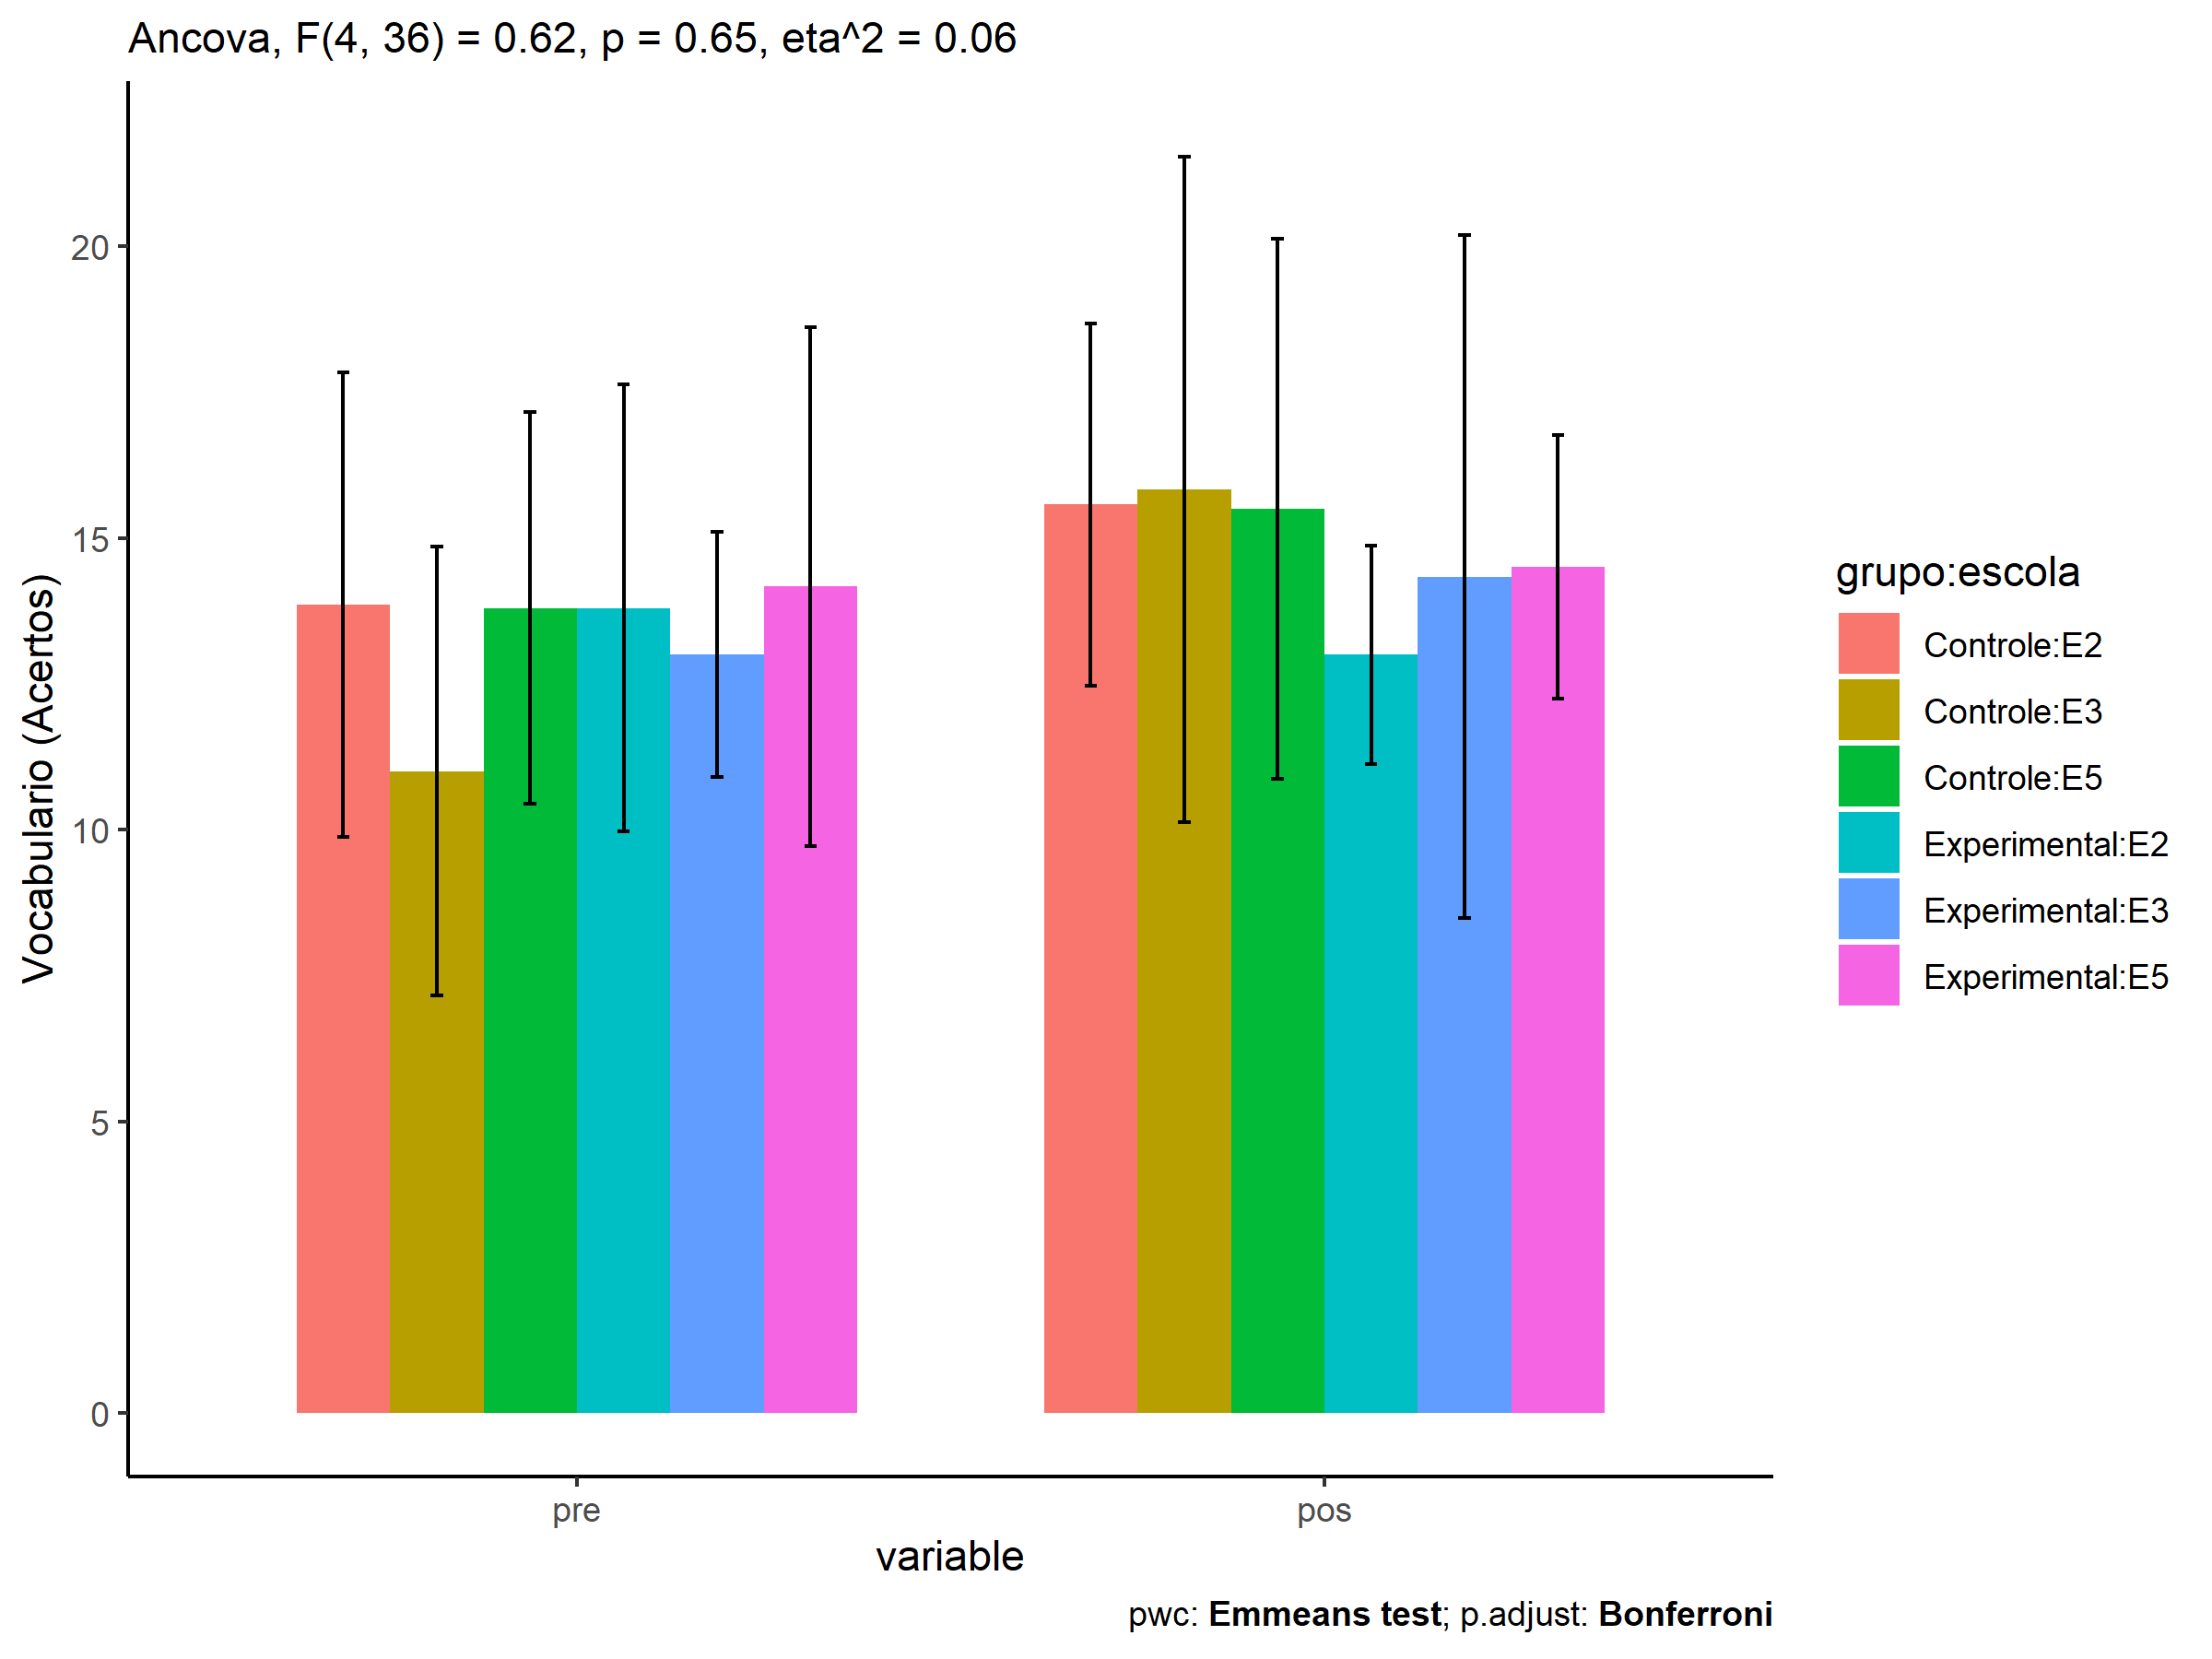 Ancova, F(4, 36) = 0.62, p = 0.65, eta^2 = 0.06
Vocabulario (Acertos)
20
15
10
5
0
pre
pos
variable
grupo:escola
Controle:E2
Controle:E3
Controle:E5
Experimental:E2
Experimental:E3
Experimental:E5
pwc: Emmeans test; p.adjust: Bonferroni